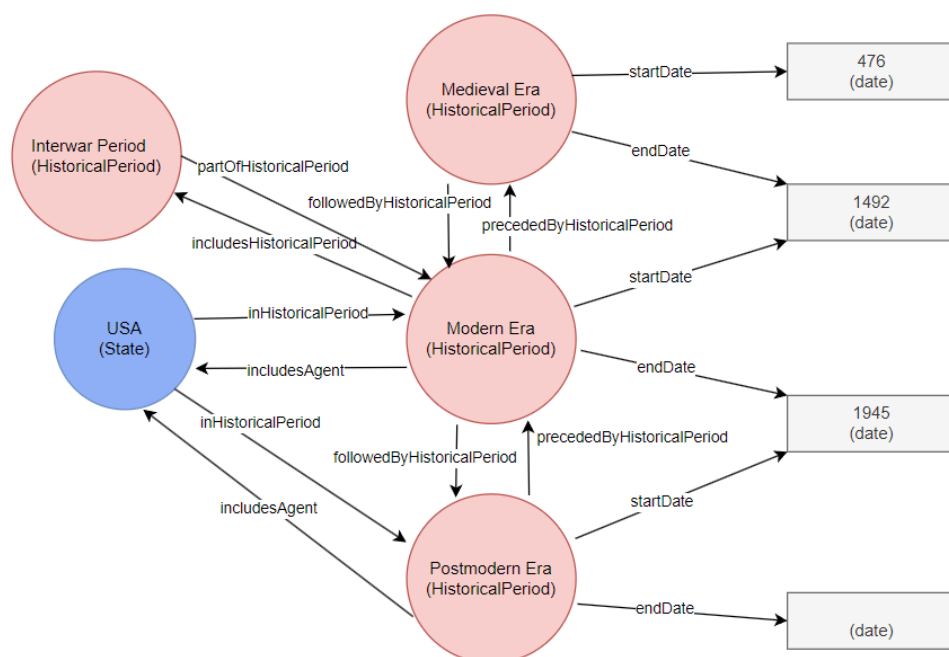 Medieval Era
(HistoricalPeriod)
startDate
476
(date)
endDate
Interwar Period
(HistoricalPeriod)
partOfHistoricalPeriod
followedByHistoricalPeriod
1492
(date)
precededByHistoricalPeriod
includesHistoricalPeriod
startDate
USA
(State)
inHistoricalPeriod
Modern Era
(HistoricalPeriod)
includesAgent
endDate
inHistoricalPeriod
1945
(date)
precededByHistoricalPeriod
followedByHistoricalPeriod
startDate
includesAgent
Postmodern Era
(HistoricalPeriod)
endDate
(date)